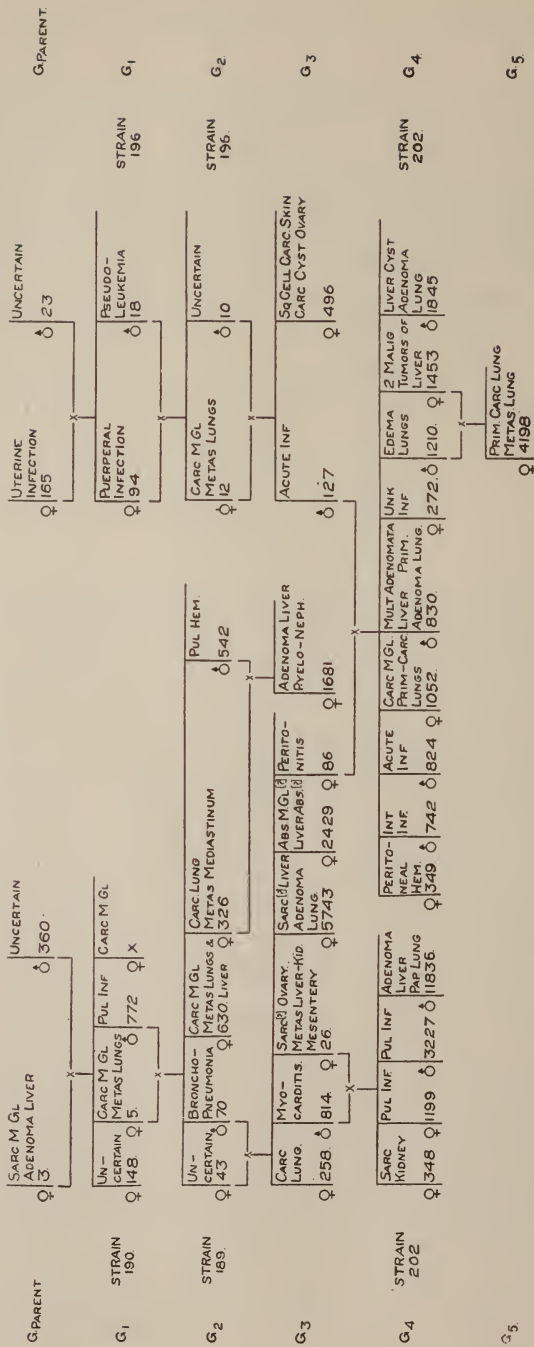 G.PARENT
SARC M GL
ADENOMA LIVER
♀ 3.
UNCERTAIN
♂ 360.
UTERINE
INFECTION
♀ 165
UNCERTAIN
♂ 23
G.PARENT.
G1
STRAIN
190.
UN-
CERTAIN
♀ 148.
CARC M GL
METAS LUNGS
♀ 5.
PUL INF
♂ 772
CARC M GL
♀ X
PUERPERAL
INFECTION
♀ 94
PSEUDO-
LEUKEMIA
♂ 18
STRAIN
196
G1
G2
STRAIN
189.
UN-
CERTAIN
♀ 43
BRONCHO-
PNEUMONIA
♂ 70
CARC M GL
METAS LUNGS &
♀ 630. LIVER
CARC LUNG
METAS MEDIASTINUM
♀ 326
PUL HEM.
♂ 542
CARC M GL
METAS LUNGS
♀ 12
UNCERTAIN
♂ 10
STRAIN
196.
G2
G3
CARC
LUNG.
♀ 258.
MYO-
CARDITIS.
♂ 814
SARC[?] OVARY.
METAS LIVER-KID.
MESENTERY
♀ 26.
SARC[?] LIVER
ADENOMA
LUNG.
♀ 5743
ABS M.GL[?]
LIVER ABS.[?]
♀ 2429
PERITO-
NITIS
♀ 86
ADENOMA LIVER
PYELO-NEPH.
♀ 1681
ACUTE INF
♂ 127
SQ CELL CARC. SKIN
CARC CYST OVARY
♀ 496
G3
G4
STRAIN
202
SARC
KIDNEY
♀ 348
PUL INF.
♀ 1199
PUL INF
♂ 3227
ADENOMA
LIVER
PAP LUNG
♂ 11836.
PERITO-
NEAL
HEM.
♀ 349.
INT
INF.
♂ 742
ACUTE
INF
♂ 824
CARC M GL.
PRIM-CARC
LUNGS
♀ 1052.
MULT ADENOMATA
LIVER PRIM.
ADENOMA LUNG.
♂ 830.
UNK
INF
♀ 272.
EDEMA
LUNGS
♂ 1210.
2 MALIG
TUMORS OF
LIVER
♀ 1453
LIVER CYST
ADENOMA
LUNG
♂ 1845
STRAIN
202.
G4
G5.
PRIM. CARC LUNG
METAS. LUNG
♀ 4198
G.5.